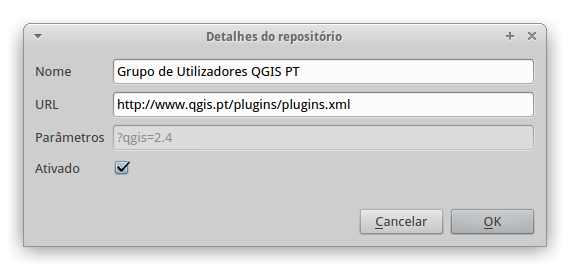 Detalhes do repositório
Nome Grupo de Utilizadores QGIS PT
URL http://www.qgis.pt/plugins/plugins.xml
Parâmetros ?qgis=2.4
Ativado
Cancelar OK